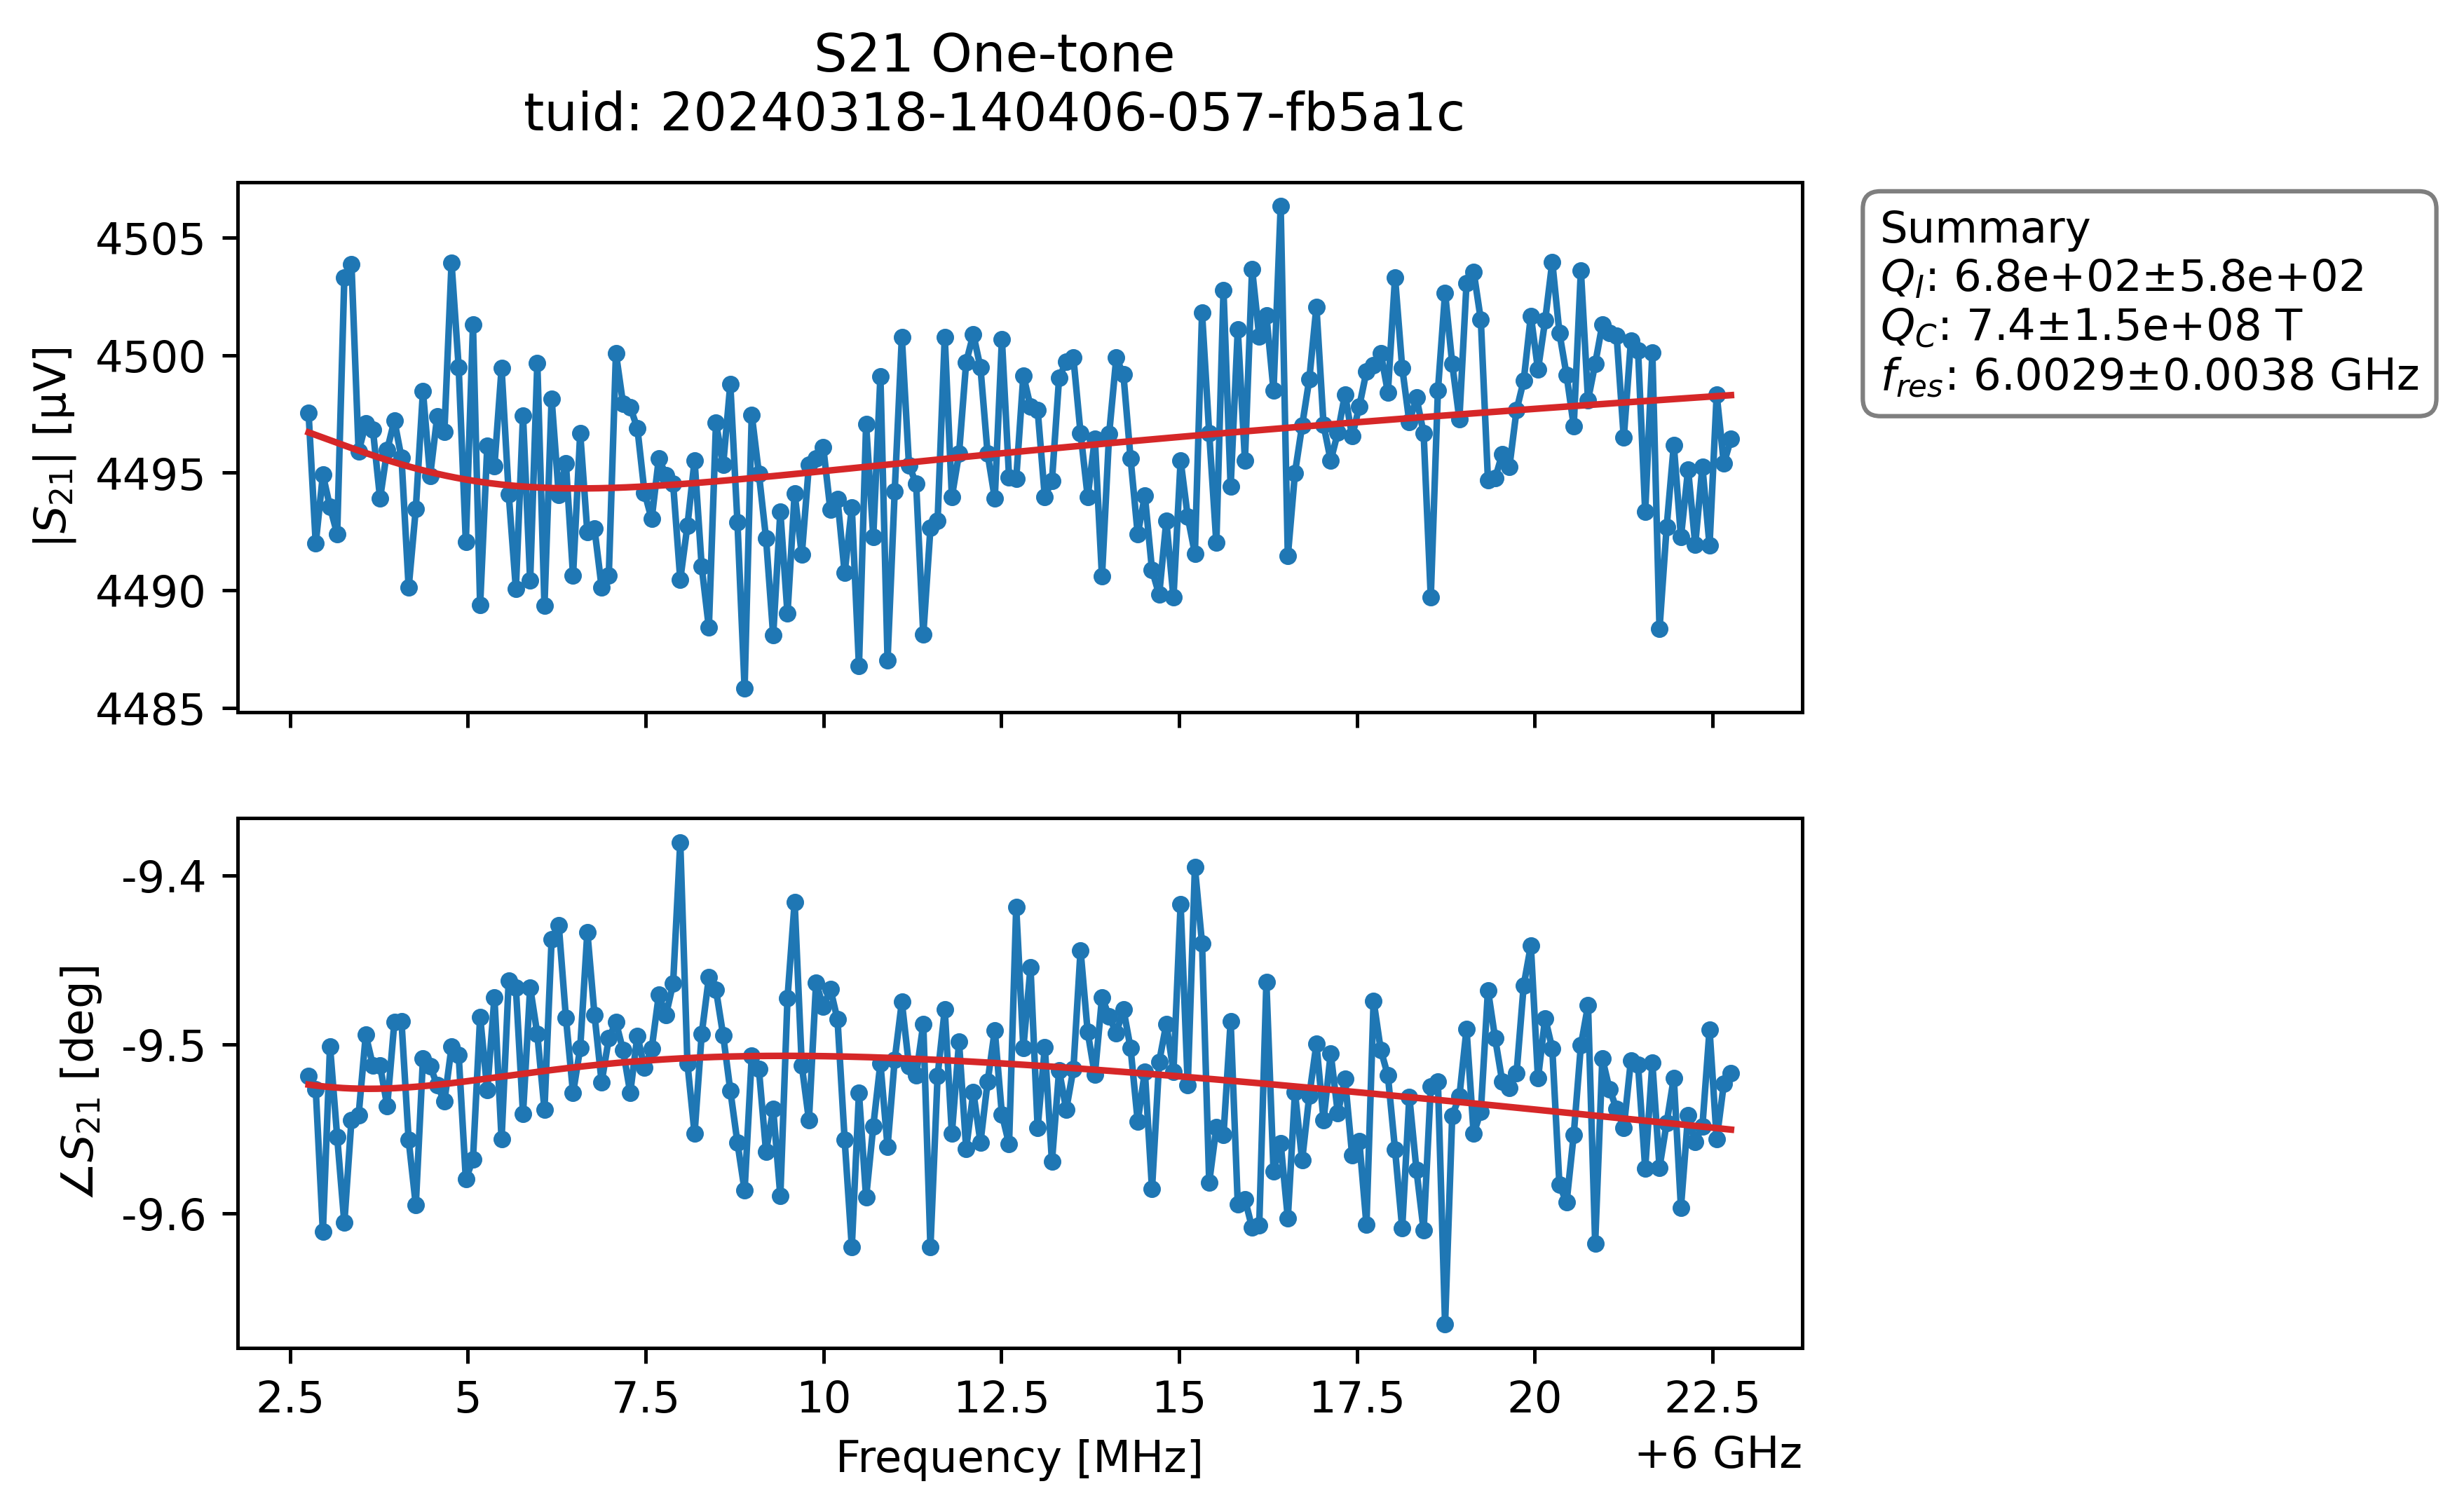 S21 One-tone
tuid: 20240318-140406-057-fb5a1c
|S21| [µV]
4505
4500
4495
4490
4485
Summary
QI: 6.8e+02±5.8e+02
QC: 7.4±1.5e+08 T
fres: 6.0029±0.0038 GHz
∠S21 [deg]
-9.4
-9.5
-9.6
2.5 5 7.5 10 12.5 15 17.5 20 22.5
Frequency [MHz]
+6 GHz